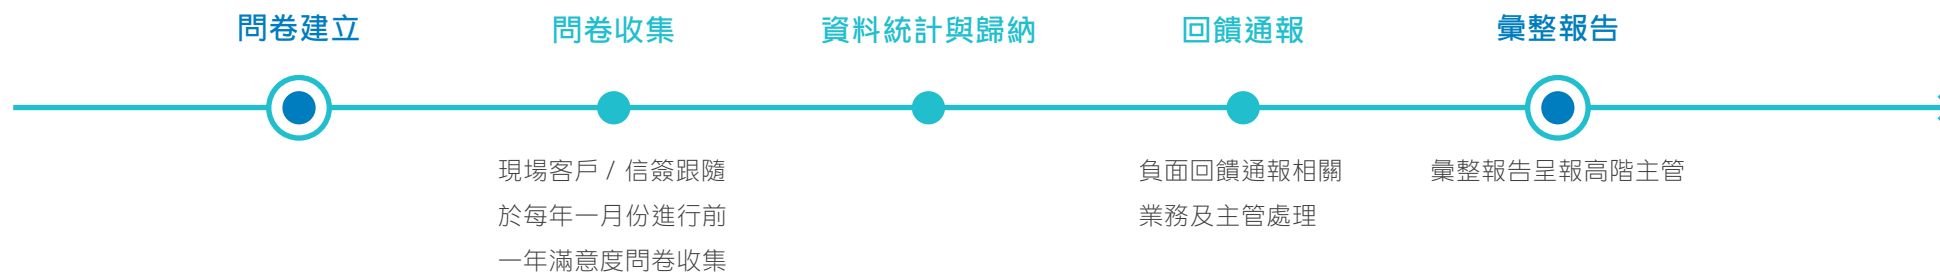 問卷建立
問卷收集
資料統計與歸納
回饋通報
彙整報告
現場客戶 / 信簽跟隨
於每年一月份進行前
一年滿意度問卷收集
負面回饋通報相關
業務及主管處理
彙整報告呈報高階主管